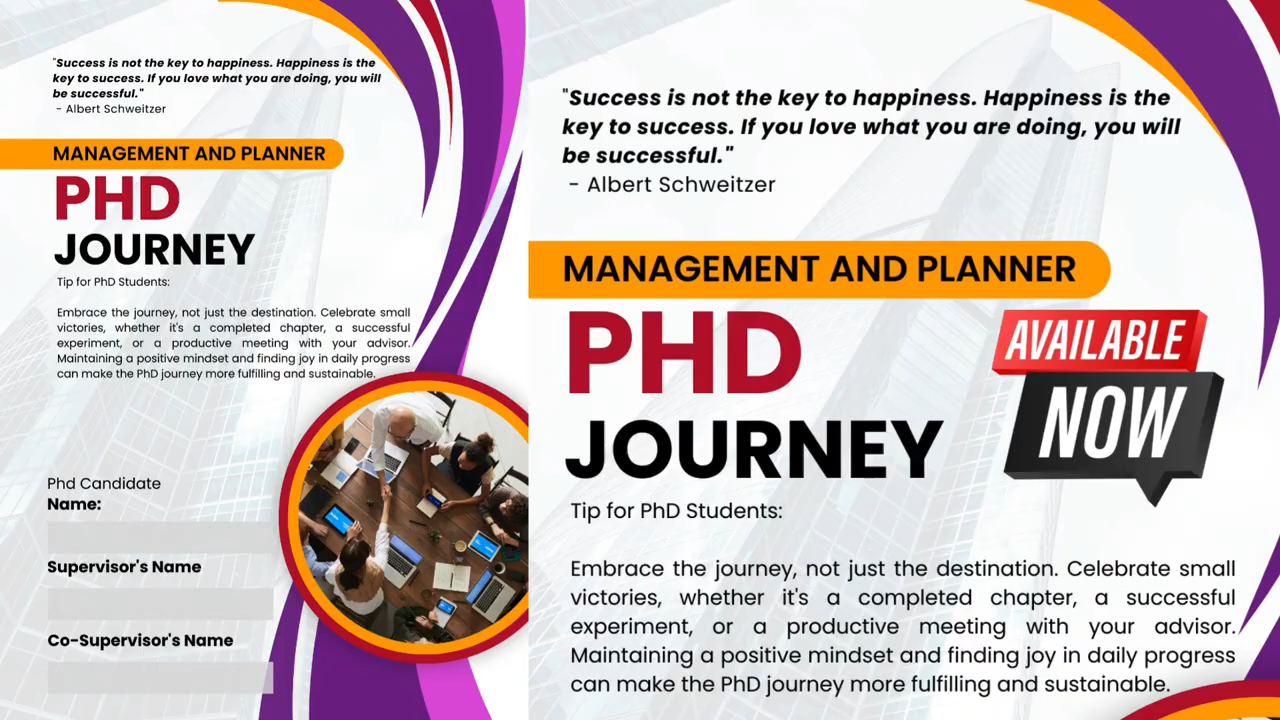 "Success is not the key to happiness. Happiness is the
key to success. If you love what you are doing, you will
be successful."
- Albert Schweitzer
MANAGEMENT AND PLANNER
PHD
JOURNEY
Tip for PhD Students:
Embrace the journey, not just the destination. Celebrate small
victories, whether it's a completed chapter, a successful
experiment, or a productive meeting with your advisor.
Maintaining a positive mindset and finding joy in daily progress
can make the PhD journey more fulfilling and sustainable.
Phd Candidate
Name:
Supervisor's Name
Co-Supervisor's Name
"Success is not the key to happiness. Happiness is the
key to success. If you love what you are doing, you will
be successful."
- Albert Schweitzer
MANAGEMENT AND PLANNER
PHD
JOURNEY
AVAILABLE
NOW
Tip for PhD Students:
Embrace the journey, not just the destination. Celebrate small
victories, whether it's a completed chapter, a successful
experiment, or a productive meeting with your advisor.
Maintaining a positive mindset and finding joy in daily progress
can make the PhD journey more fulfilling and sustainable.